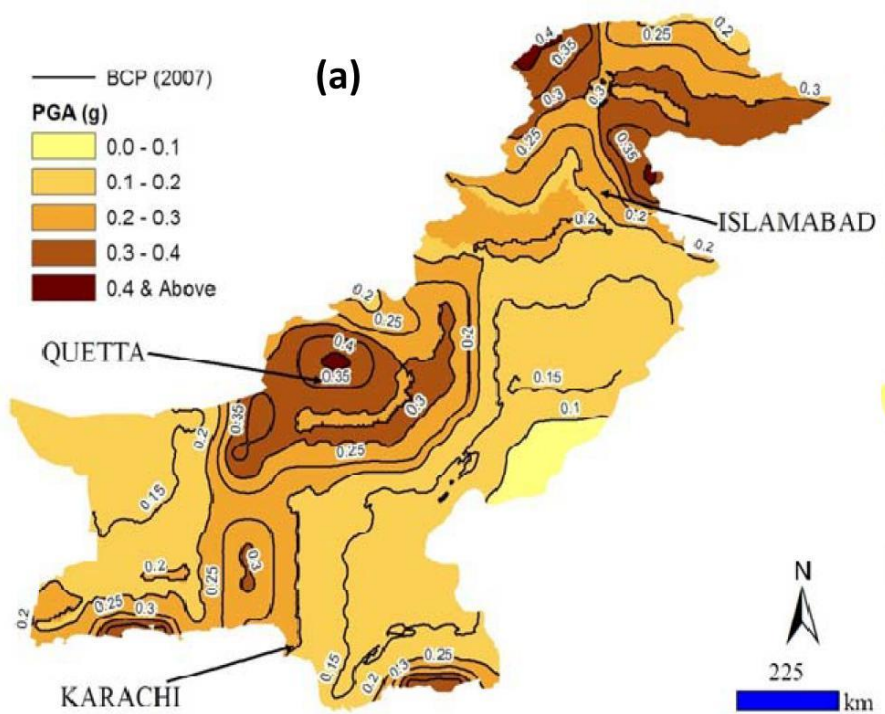 (a)
BCP (2007)
PGA (g)
0.0 - 0.1
0.1 - 0.2
0.2 - 0.3
0.3 - 0.4
0.4 & Above
0.4
0.35
0.25
0.2
0.3
0.3
0.3
0.25
0.35
ISLAMABAD
0.2
0.2
0.2
0.2
0.25
QUETTA
0.4
0.35
0.2
0.15
0.1
0.35
0.3
0.25
0.2
0.15
0.2
0.3
0.25
0.2
0.25
0.3
0.15
0.2
0.3
0.25
KARACHI
N
225
km